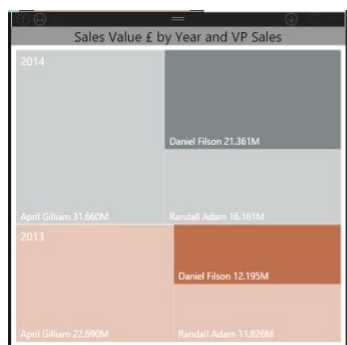 Sales Value £ by Year and VP Sales
2014
Daniel Filson 21.361M
April Gilliam 31.660M
Randall Adam 16.161M
2013
Daniel Filson 12.195M
April Gilliam 22.690M
Randall Adam 11.826M